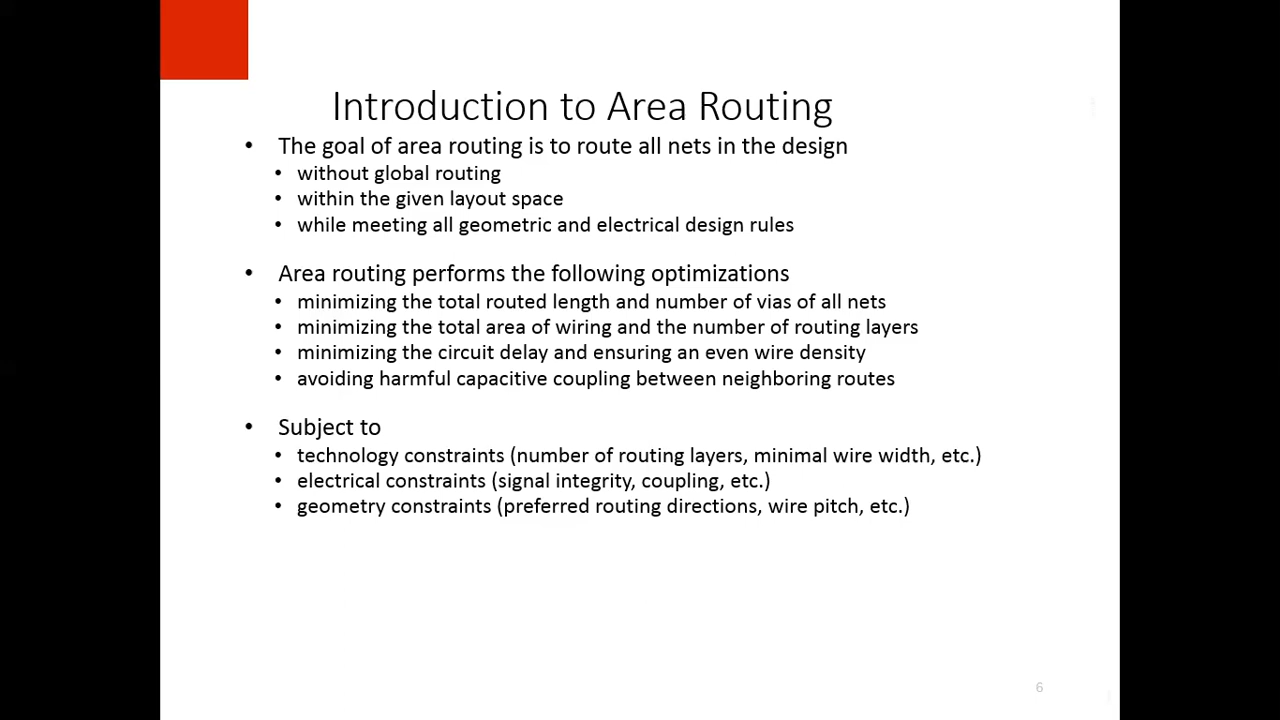 Introduction to Area Routing
• The goal of area routing is to route all nets in the design
• without global routing
• within the given layout space
• while meeting all geometric and electrical design rules
• Area routing performs the following optimizations
• minimizing the total routed length and number of vias of all nets
• minimizing the total area of wiring and the number of routing layers
• minimizing the circuit delay and ensuring an even wire density
• avoiding harmful capacitive coupling between neighboring routes
• Subject to
• technology constraints (number of routing layers, minimal wire width, etc.)
• electrical constraints (signal integrity, coupling, etc.)
• geometry constraints (preferred routing directions, wire pitch, etc.)
6